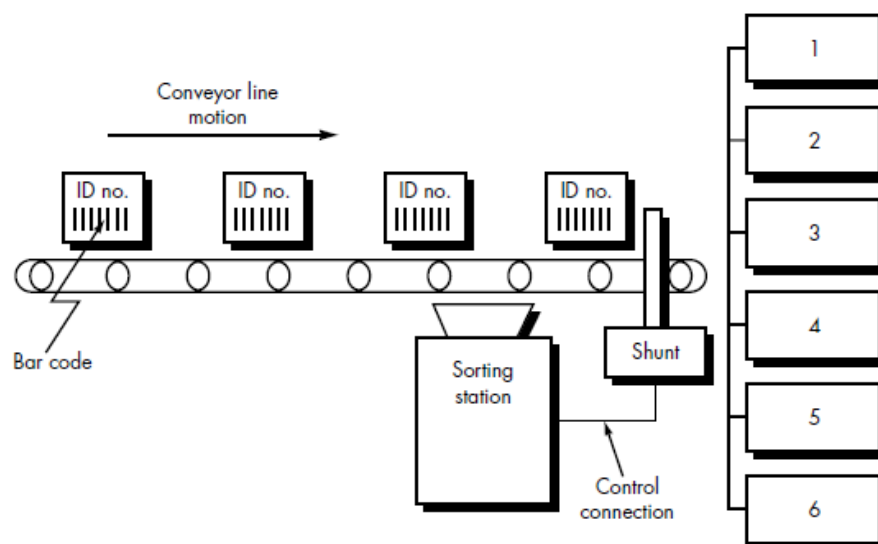 Conveyor line
motion
ID no.
ID no.
ID no.
ID no.
Bar code
Sorting
station
Shunt
Control
connection
1
2
3
4
5
6